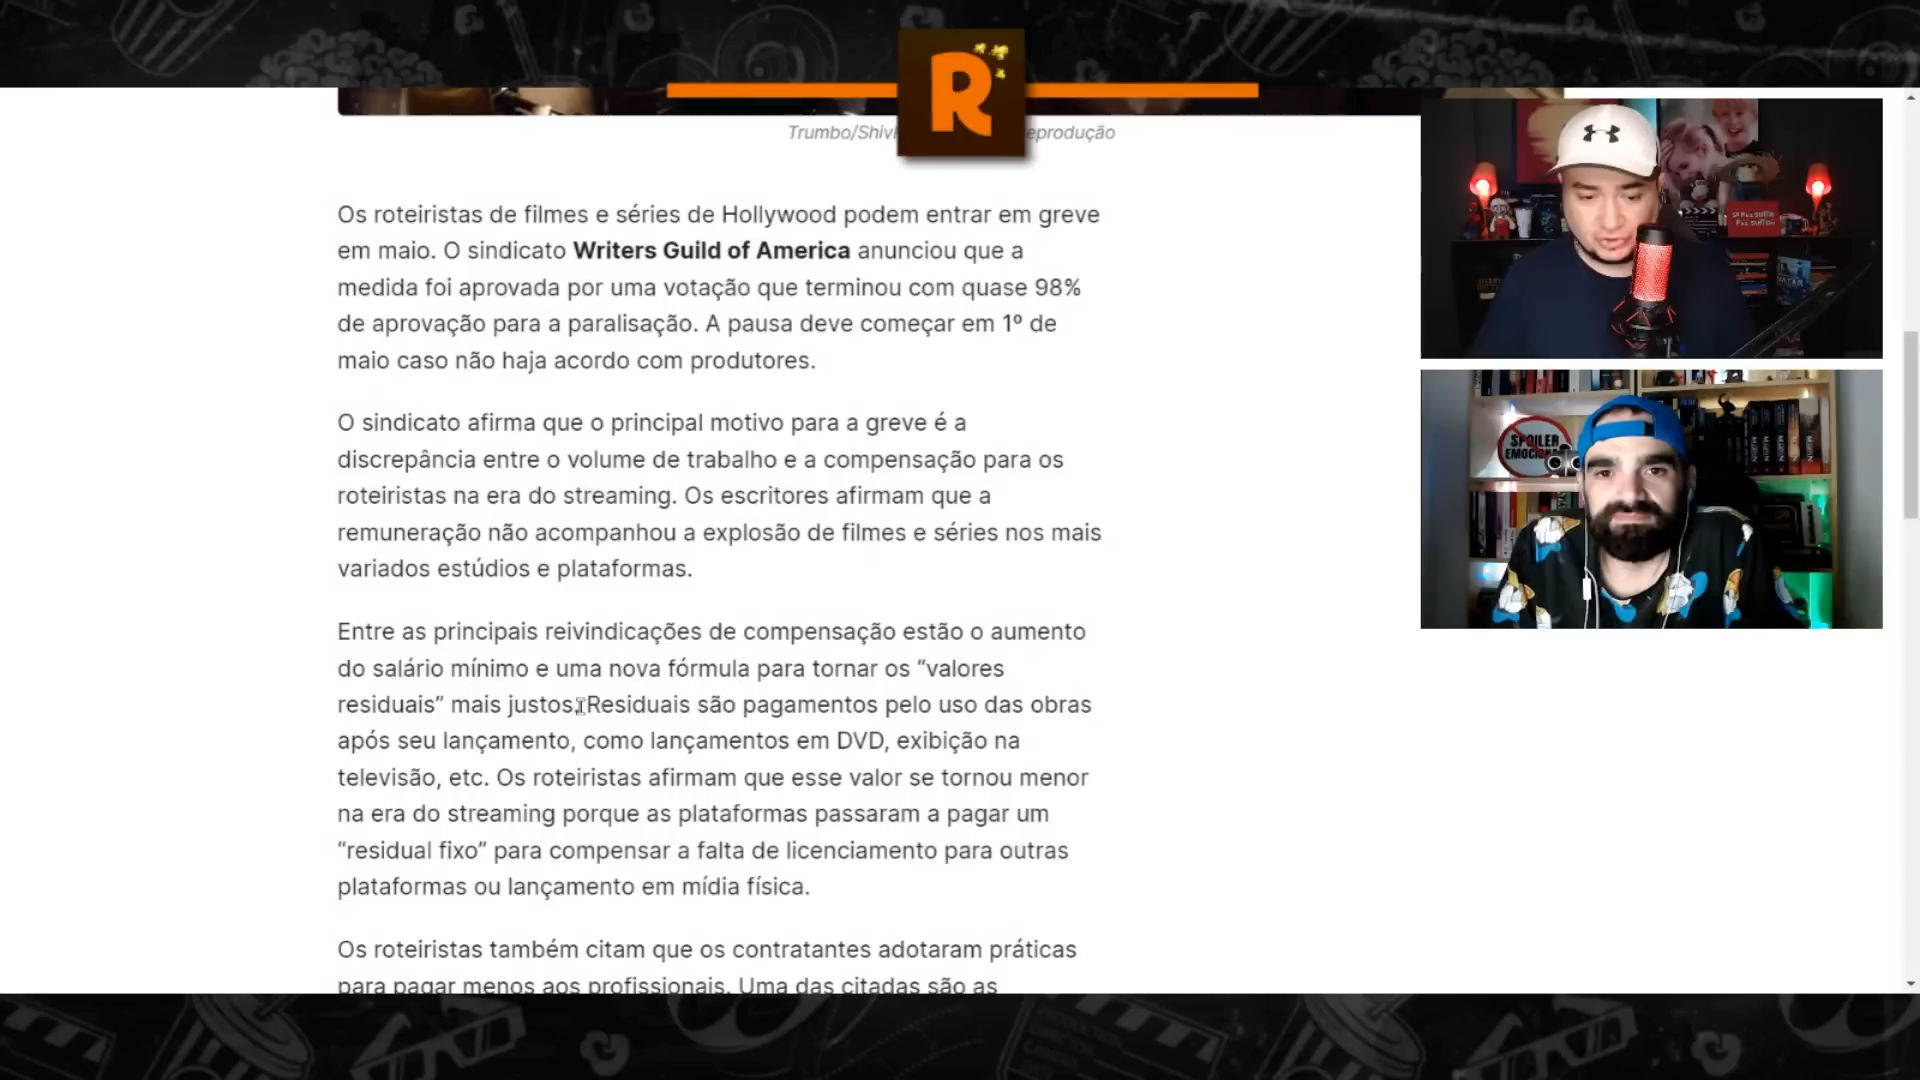 R
Trumbo/Shiv
eprodução
Os roteiristas de filmes e séries de Hollywood podem entrar em greve
em maio. O sindicato Writers Guild of America anunciou que a
medida foi aprovada por uma votação que terminou com quase 98%
de aprovação para a paralisação. A pausa deve começar em 1º de
maio caso não haja acordo com produtores.
O sindicato afirma que o principal motivo para a greve é a
discrepância entre o volume de trabalho e a compensação para os
roteiristas na era do streaming. Os escritores afirmam que a
remuneração não acompanhou a explosão de filmes e séries nos mais
variados estúdios e plataformas.
Entre as principais reivindicações de compensação estão o aumento
do salário mínimo e uma nova fórmula para tornar os “valores
residuais” mais justos. Residuais são pagamentos pelo uso das obras
após seu lançamento, como lançamentos em DVD, exibição na
televisão, etc. Os roteiristas afirmam que esse valor se tornou menor
na era do streaming porque as plataformas passaram a pagar um
“residual fixo” para compensar a falta de licenciamento para outras
plataformas ou lançamento em mídia física.
Os roteiristas também citam que os contratantes adotaram práticas
para pagar menos aos profissionais. Uma das citadas são as
SPOILER
AVATAR